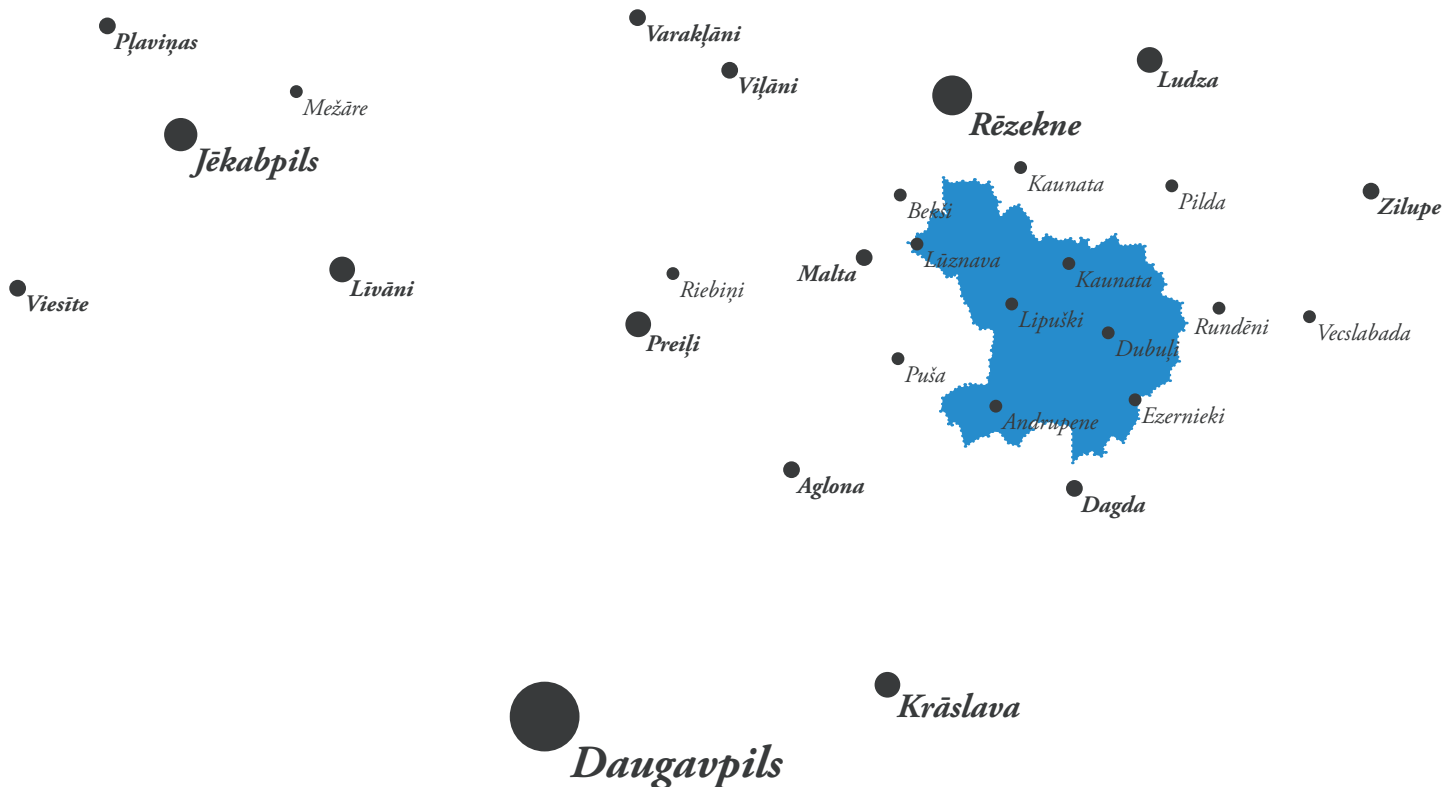 Varakļāni
Pļaviņas
Ludza
Viļāni
Mežāre
Rēzekne
Jēkabpils
Kaunata
Pilda
Zilupe
Bekši
Lūznava
Malta
Kaunata
Līvāni
Riebiņi
Viesīte
Lipuški
Rundēni
Vecslabada
Preiļi
Dubuļi
Puša
Ezernieki
Andrupene
Aglona
Dagda
Krāslava
Daugavpils